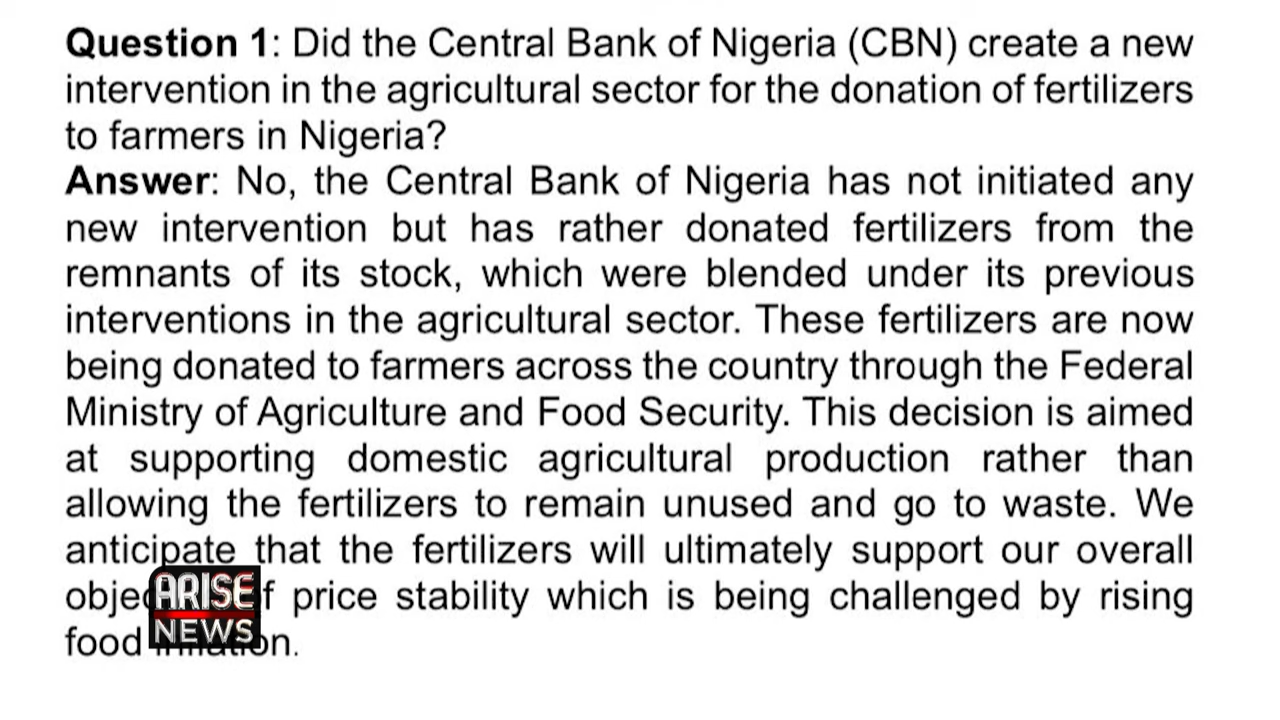 Question 1: Did the Central Bank of Nigeria (CBN) create a new
intervention in the agricultural sector for the donation of fertilizers
to farmers in Nigeria?
Answer: No, the Central Bank of Nigeria has not initiated any
new intervention but has rather donated fertilizers from the
remnants of its stock, which were blended under its previous
interventions in the agricultural sector. These fertilizers are now
being donated to farmers across the country through the Federal
Ministry of Agriculture and Food Security. This decision is aimed
at supporting domestic agricultural production rather than
allowing the fertilizers to remain unused and go to waste. We
anticipate that the fertilizers will ultimately support our overall
price stability which is being challenged by rising
food
ARISE
NEWS